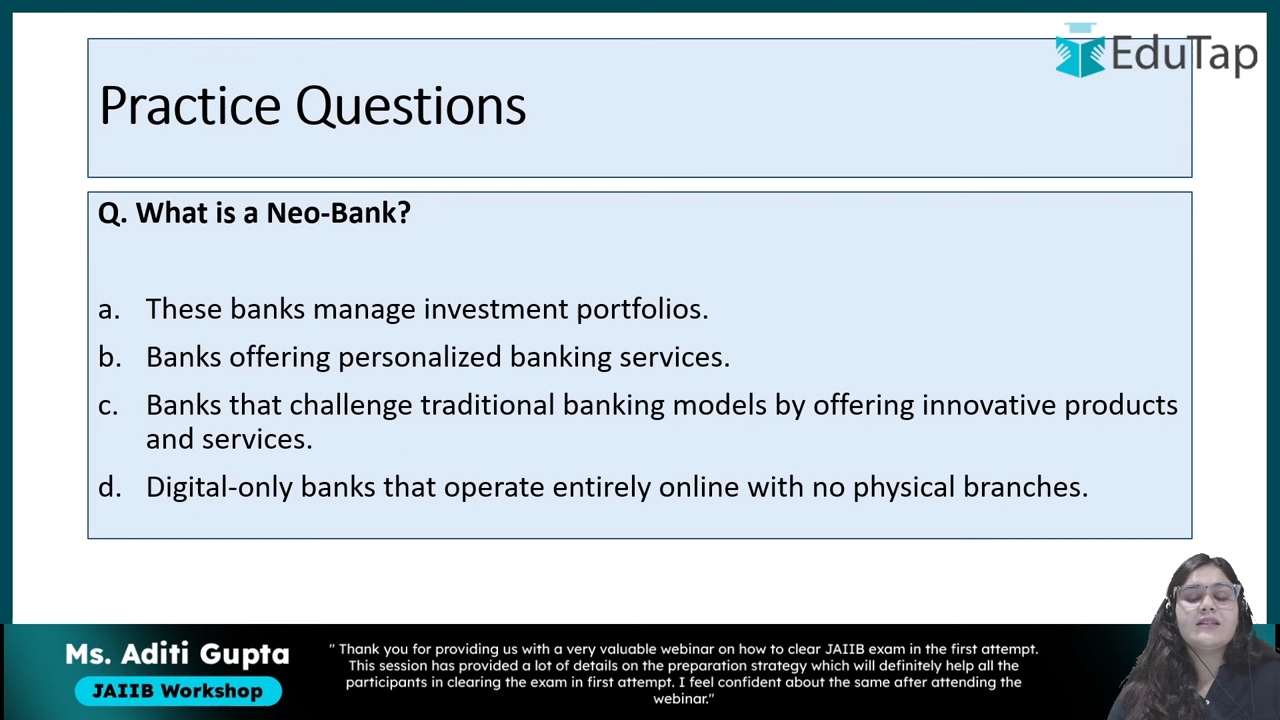 EduTap
Practice Questions
Q. What is a Neo-Bank?
a. These banks manage investment portfolios.
b. Banks offering personalized banking services.
c. Banks that challenge traditional banking models by offering innovative products
and services.
d. Digital-only banks that operate entirely online with no physical branches.
Ms. Aditi Gupta
JAIIB Workshop
" Thank you for providing us with a very valuable webinar on how to clear JAIIB exam in the first attempt.
This session has provided a lot of details on the preparation strategy which will definitely help all the
participants in clearing the exam in first attempt. I feel confident about the same after attending the
webinar."